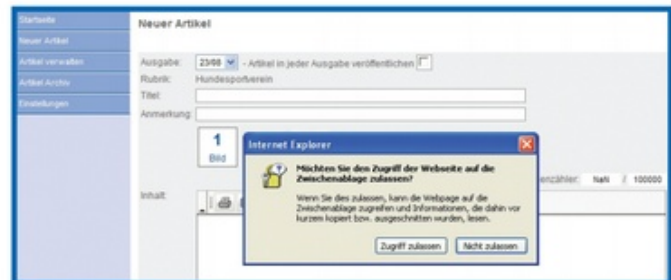 Startseite
Neuer Artikel
Artikel verwalten
Artikel Archiv
Einstellungen
Neuer Artikel
Ausgabe: 23/08 - Artikel in jeder Ausgabe veröffentlichen
Rubrik: Hundesportverein
Titel:
Anmerkung:
1
Bild
Internet Explorer
Möchten Sie den Zugriff der Webseite auf die
Zwischenablage zulassen?
Wenn Sie dies zulassen, kann die Webpage auf die
Zwischenablage zugreifen und Informationen, die dahin vor
kurzem kopiert bzw. ausgeschnitten wurden, lesen.
Zugriff zulassen Nicht zulassen
enzähler: NaN / 100000
Inhalt: